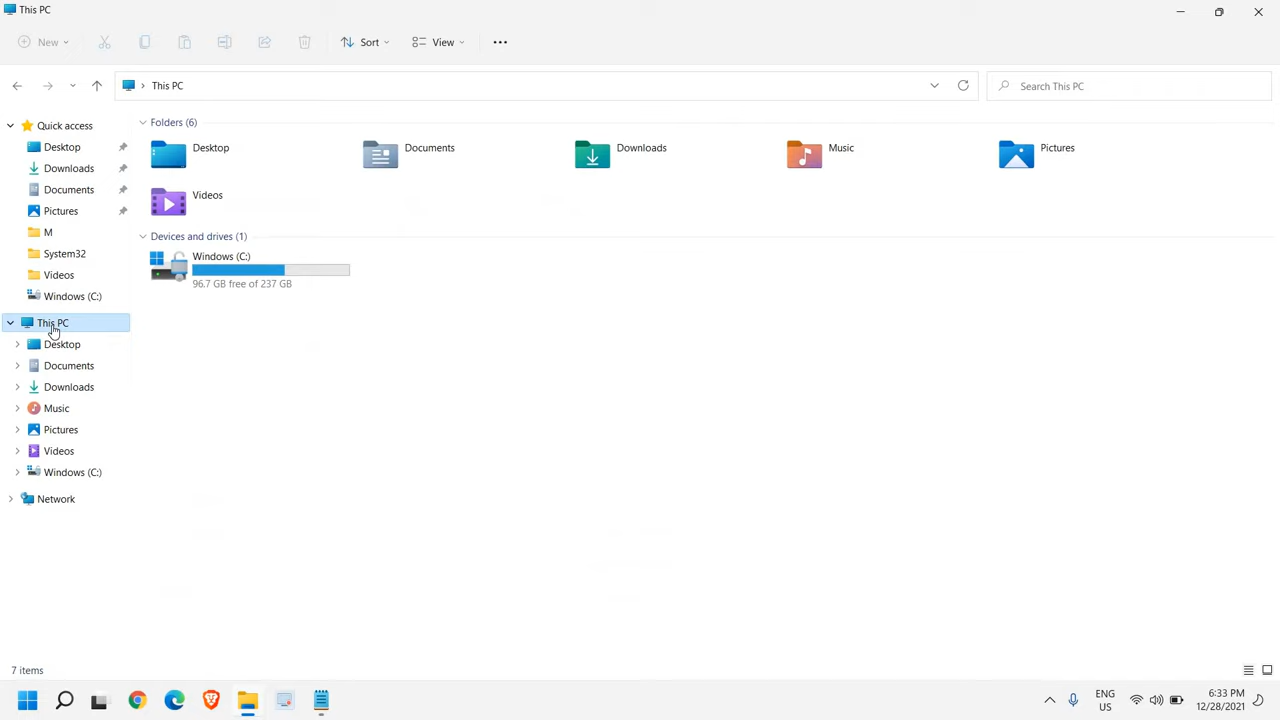 This PC
New
Sort
View
This PC
Search This PC
Quick access
Desktop
Downloads
Documents
Pictures
M
System32
Videos
Windows (C:)
This PC
Desktop
Documents
Downloads
Music
Pictures
Videos
Windows (C:)
Network
Folders (6)
Desktop
Documents
Downloads
Music
Pictures
Videos
Devices and drives (1)
Windows (C:)
96.7 GB free of 237 GB
7 items
ENG
US
6:33 PM
12/28/2021